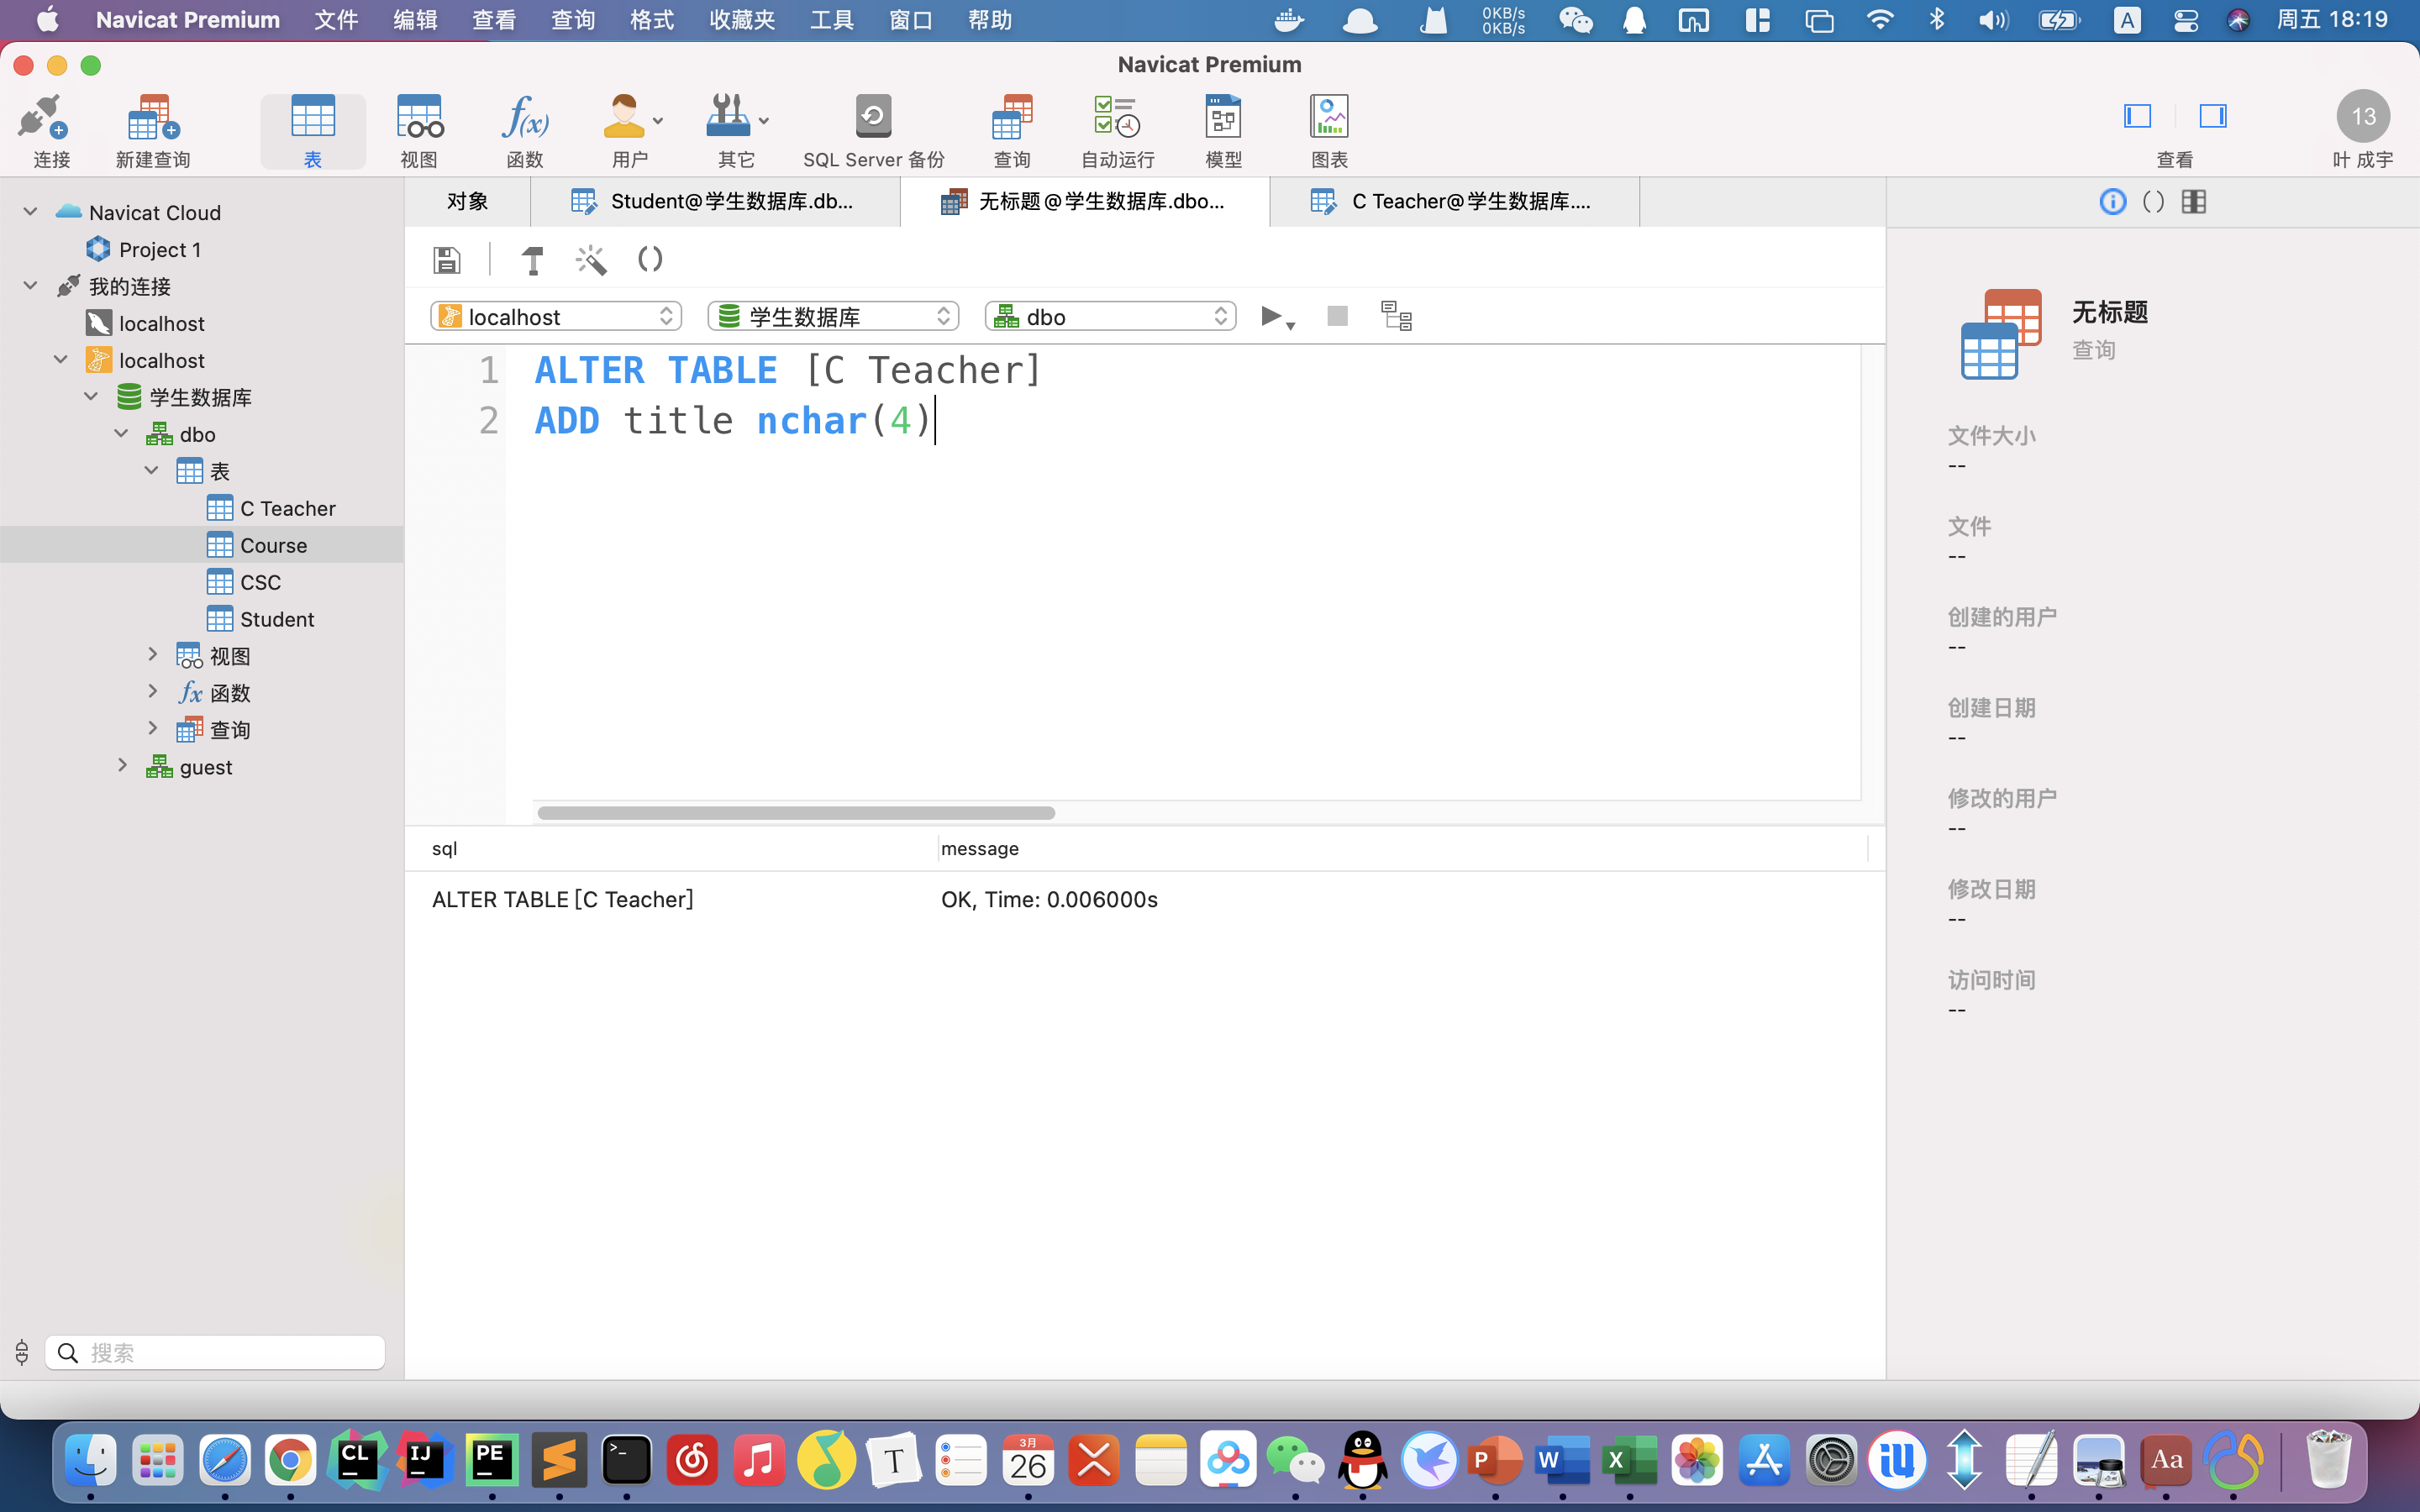 Navicat Premium 文件 编辑 查看 查询 格式 收藏夹 工具 窗口 帮助 0KB/s 0KB/s A 周五 18:19
Navicat Premium
连接 新建查询 表 视图 函数 用户 其它 SQL Server 备份 查询 自动运行 模型 图表 查看 13 叶 成宇
f(x)
对象 Student@学生数据库.db... 无标题@学生数据库.dbo... C Teacher@学生数据库....
Navicat Cloud
Project 1
我的连接
localhost
localhost
学生数据库
dbo
表
C Teacher
Course
CSC
Student
视图
fx 函数
查询
guest
搜索
localhost 学生数据库 dbo
1 ALTER TABLE [C Teacher]
2 ADD title nchar(4)
sql message
ALTER TABLE [C Teacher] OK, Time: 0.006000s
无标题
查询
文件大小
--
文件
--
创建的用户
--
创建日期
--
修改的用户
--
修改日期
--
访问时间
--
CL IJ PE >_ T 3月 26 P W X iU Aa